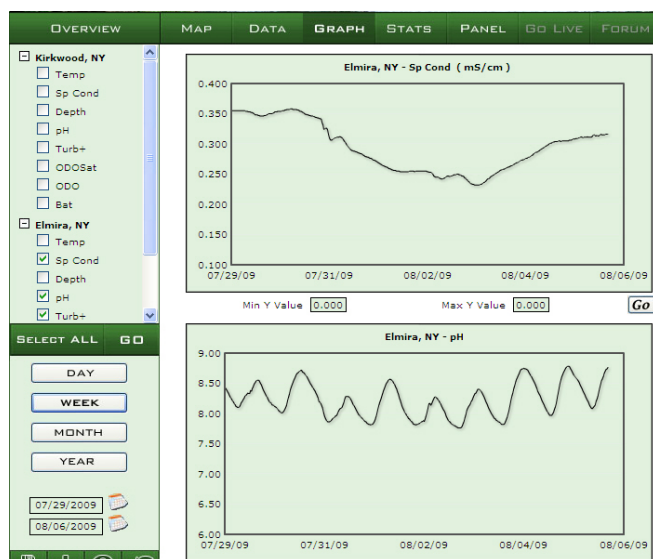 OVERVIEW MAP DATA GRAPH STATS PANEL GO LIVE FORUM
Kirkwood, NY
Temp
Sp Cond
Depth
pH
Turb+
ODOSat
ODO
Bat
Elmira, NY
Temp
Sp Cond
Depth
pH
Turb+
SELECT ALL GO
DAY
WEEK
MONTH
YEAR
07/29/2009
08/06/2009
Elmira, NY - Sp Cond ( mS/cm )
0.400
0.350
0.300
0.250
0.200
0.150
0.100
07/29/09 07/31/09 08/02/09 08/04/09 08/06/09
Min Y Value 0.000 Max Y Value 0.000 Go
Elmira, NY - pH
9.00
8.50
8.00
7.50
7.00
6.50
6.00
07/29/09 07/31/09 08/02/09 08/04/09 08/06/09